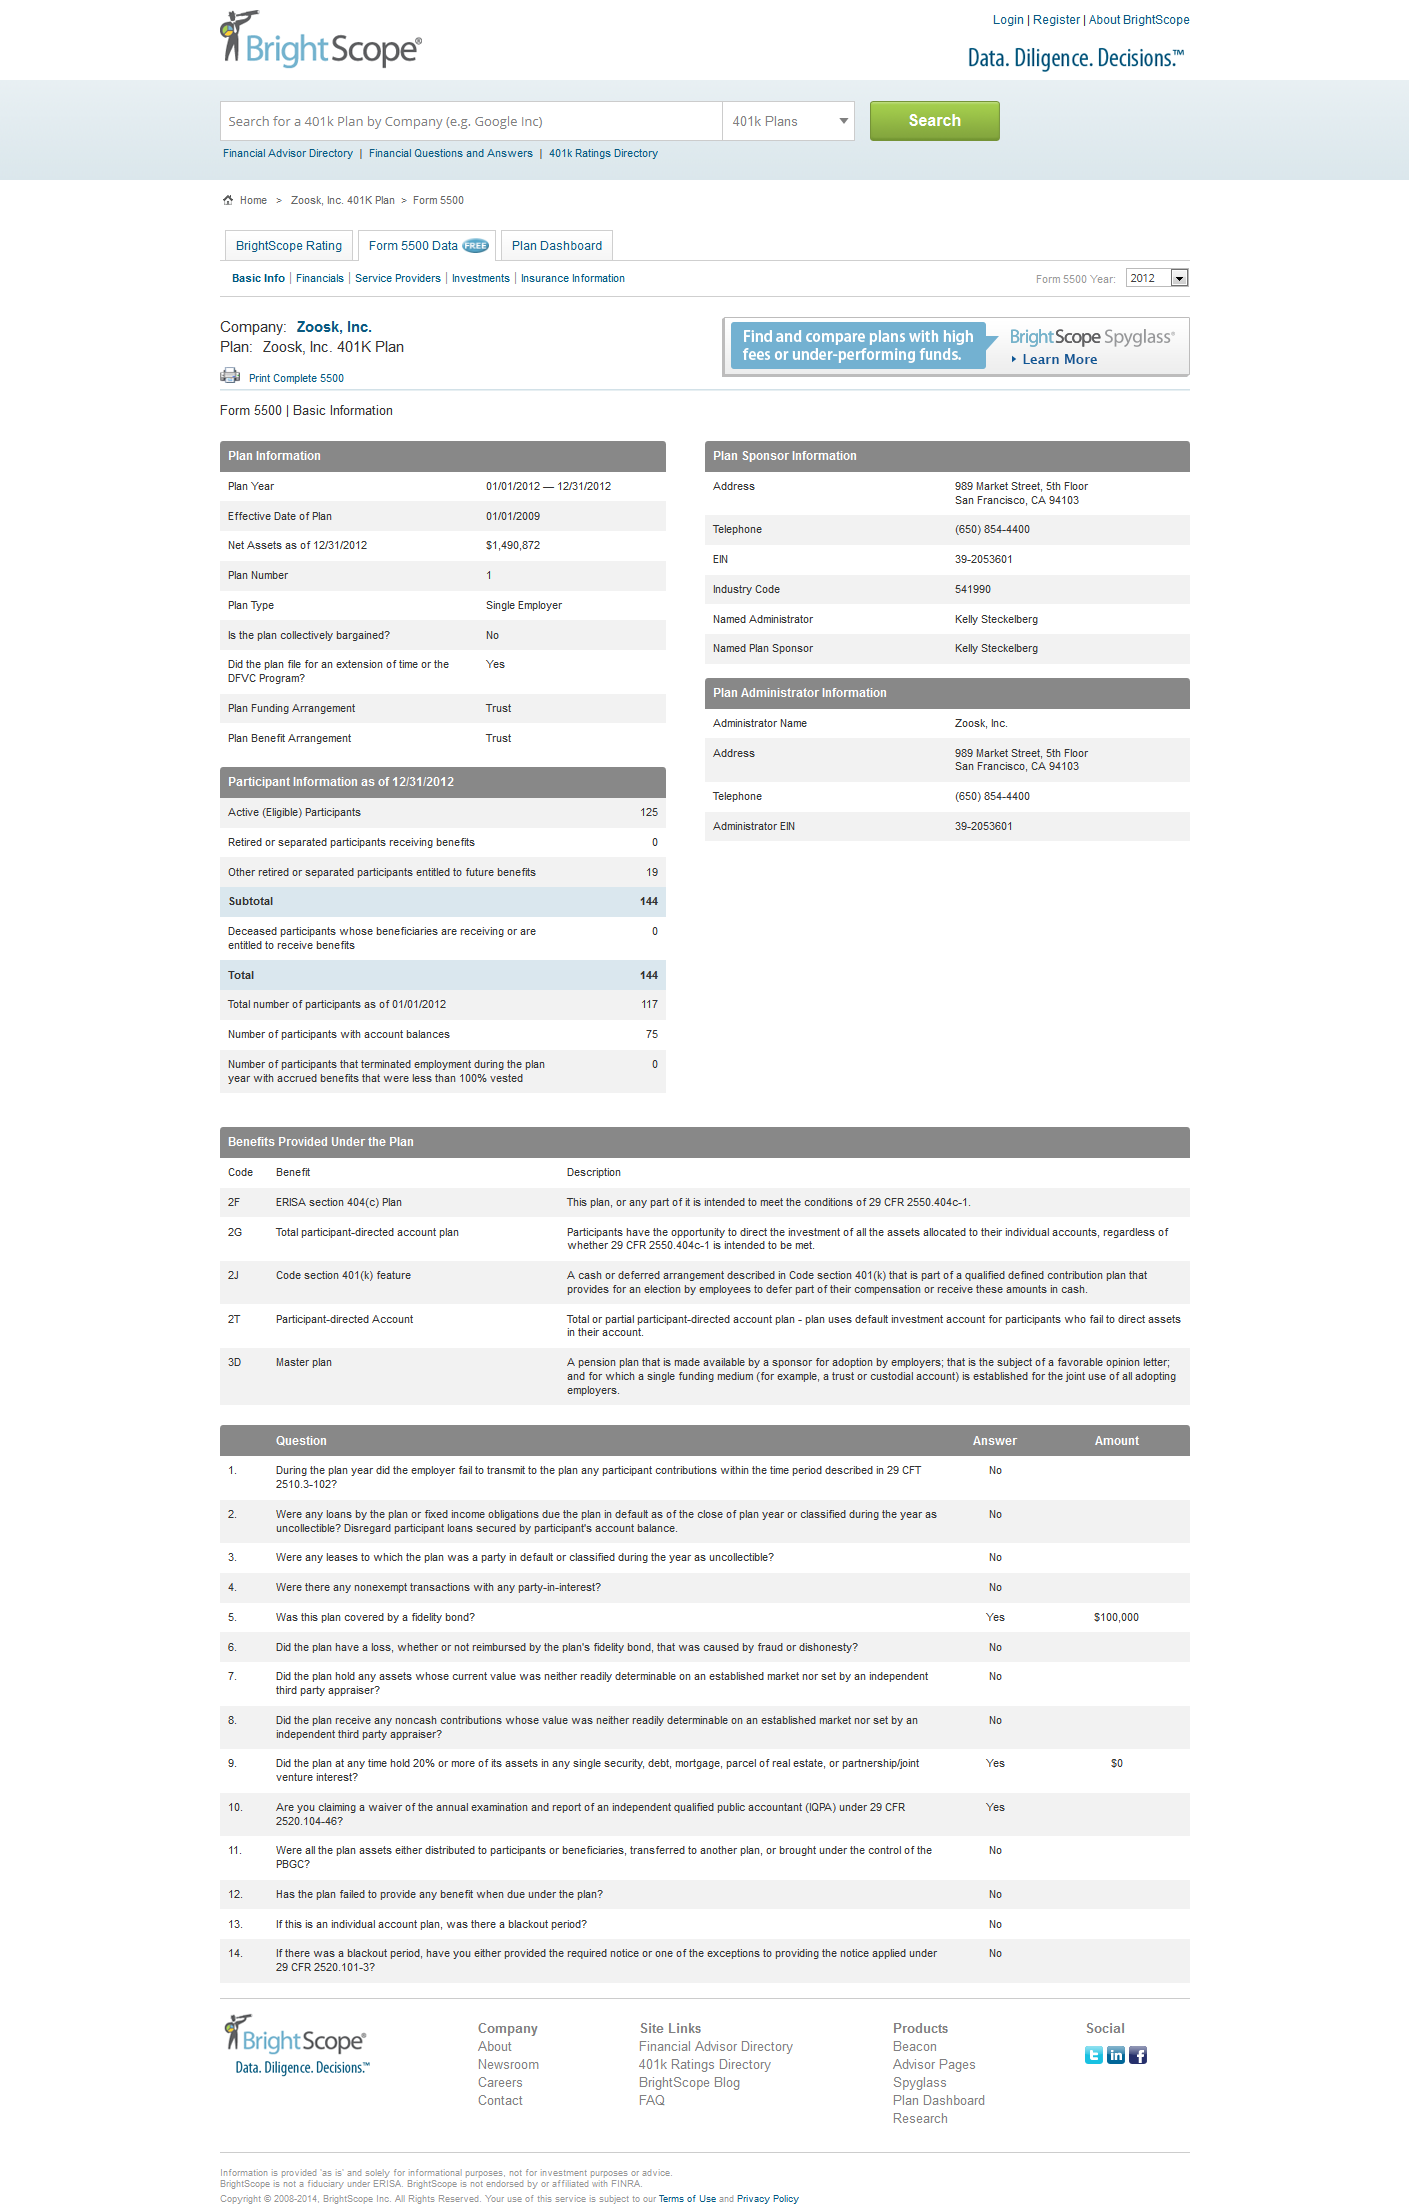 BrightScope®
Login | Register | About BrightScope
Data. Diligence. Decisions.™
Search for a 401k Plan by Company (e.g. Google Inc)
401k Plans
Search
Financial Advisor Directory | Financial Questions and Answers | 401k Ratings Directory
Home > Zoosk, Inc. 401K Plan > Form 5500
BrightScope Rating
Form 5500 Data FREE
Plan Dashboard
Basic Info | Financials | Service Providers | Investments | Insurance Information
Form 5500 Year: 2012
Company: Zoosk, Inc.
Plan: Zoosk, Inc. 401K Plan
Print Complete 5500
Find and compare plans with high
fees or under-performing funds.
BrightScope Spyglass®
Learn More
Form 5500 | Basic Information
Plan Information
Plan Year 01/01/2012 — 12/31/2012
Effective Date of Plan 01/01/2009
Net Assets as of 12/31/2012 $1,490,872
Plan Number 1
Plan Type Single Employer
Is the plan collectively bargained? No
Did the plan file for an extension of time or the Yes
DFVC Program?
Plan Funding Arrangement Trust
Plan Benefit Arrangement Trust
Participant Information as of 12/31/2012
Active (Eligible) Participants 125
Retired or separated participants receiving benefits 0
Other retired or separated participants entitled to future benefits 19
Subtotal 144
Deceased participants whose beneficiaries are receiving or are 0
entitled to receive benefits
Total 144
Total number of participants as of 01/01/2012 117
Number of participants with account balances 75
Number of participants that terminated employment during the plan 0
year with accrued benefits that were less than 100% vested
Plan Sponsor Information
Address 989 Market Street, 5th Floor
San Francisco, CA 94103
Telephone (650) 854-4400
EIN 39-2053601
Industry Code 541990
Named Administrator Kelly Steckelberg
Named Plan Sponsor Kelly Steckelberg
Plan Administrator Information
Administrator Name Zoosk, Inc.
Address 989 Market Street, 5th Floor
San Francisco, CA 94103
Telephone (650) 854-4400
Administrator EIN 39-2053601
Benefits Provided Under the Plan
Code Benefit Description
2F ERISA section 404(c) Plan This plan, or any part of it is intended to meet the conditions of 29 CFR 2550.404c-1.
2G Total participant-directed account plan Participants have the opportunity to direct the investment of all the assets allocated to their individual accounts, regardless of
whether 29 CFR 2550.404c-1 is intended to be met.
2J Code section 401(k) feature A cash or deferred arrangement described in Code section 401(k) that is part of a qualified defined contribution plan that
provides for an election by employees to defer part of their compensation or receive these amounts in cash.
2T Participant-directed Account Total or partial participant-directed account plan - plan uses default investment account for participants who fail to direct assets
in their account.
3D Master plan A pension plan that is made available by a sponsor for adoption by employers; that is the subject of a favorable opinion letter;
and for which a single funding medium (for example, a trust or custodial account) is established for the joint use of all adopting
employers.
Question Answer Amount
1. During the plan year did the employer fail to transmit to the plan any participant contributions within the time period described in 29 CFT No
2510.3-102?
2. Were any loans by the plan or fixed income obligations due the plan in default as of the close of plan year or classified during the year as No
uncollectible? Disregard participant loans secured by participant's account balance.
3. Were any leases to which the plan was a party in default or classified during the year as uncollectible? No
4. Were there any nonexempt transactions with any party-in-interest? No
5. Was this plan covered by a fidelity bond? Yes $100,000
6. Did the plan have a loss, whether or not reimbursed by the plan's fidelity bond, that was caused by fraud or dishonesty? No
7. Did the plan hold any assets whose current value was neither readily determinable on an established market nor set by an independent No
third party appraiser?
8. Did the plan receive any noncash contributions whose value was neither readily determinable on an established market nor set by an No
independent third party appraiser?
9. Did the plan at any time hold 20% or more of its assets in any single security, debt, mortgage, parcel of real estate, or partnership/joint Yes $0
venture interest?
10. Are you claiming a waiver of the annual examination and report of an independent qualified public accountant (IQPA) under 29 CFR Yes
2520.104-46?
11. Were all the plan assets either distributed to participants or beneficiaries, transferred to another plan, or brought under the control of the No
PBGC?
12. Has the plan failed to provide any benefit when due under the plan? No
13. If this is an individual account plan, was there a blackout period? No
14. If there was a blackout period, have you either provided the required notice or one of the exceptions to providing the notice applied under No
29 CFR 2520.101-3?
BrightScope®
Data. Diligence. Decisions.™
Company
About
Newsroom
Careers
Contact
Site Links
Financial Advisor Directory
401k Ratings Directory
BrightScope Blog
FAQ
Products
Beacon
Advisor Pages
Spyglass
Plan Dashboard
Research
Social
Information is provided 'as is' and solely for informational purposes, not for investment purposes or advice.
BrightScope is not a fiduciary under ERISA. BrightScope is not endorsed by or affiliated with FINRA.
Copyright © 2008-2014, BrightScope Inc. All Rights Reserved. Your use of this service is subject to our Terms of Use and Privacy Policy